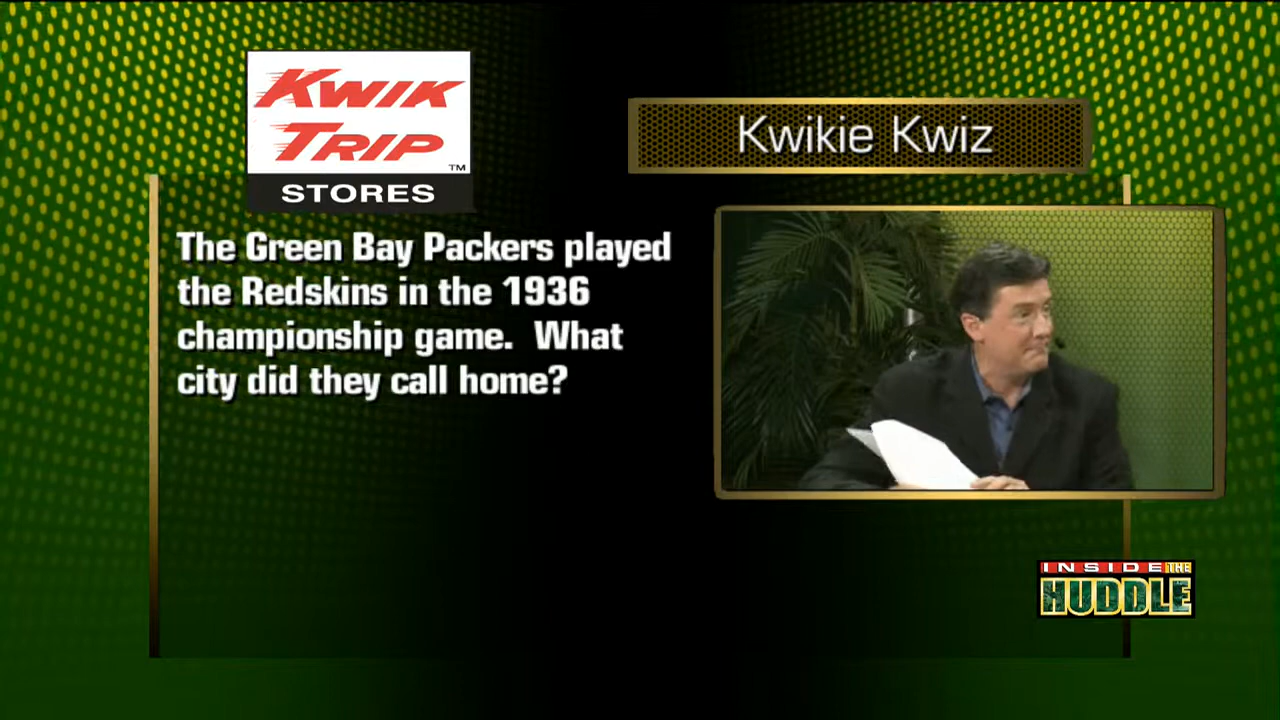 KWIK
TRIP
TM
STORES
Kwikie Kwiz
The Green Bay Packers played
the Redskins in the 1936
championship game.  What
city did they call home?
INSIDE THE
HUDDLE